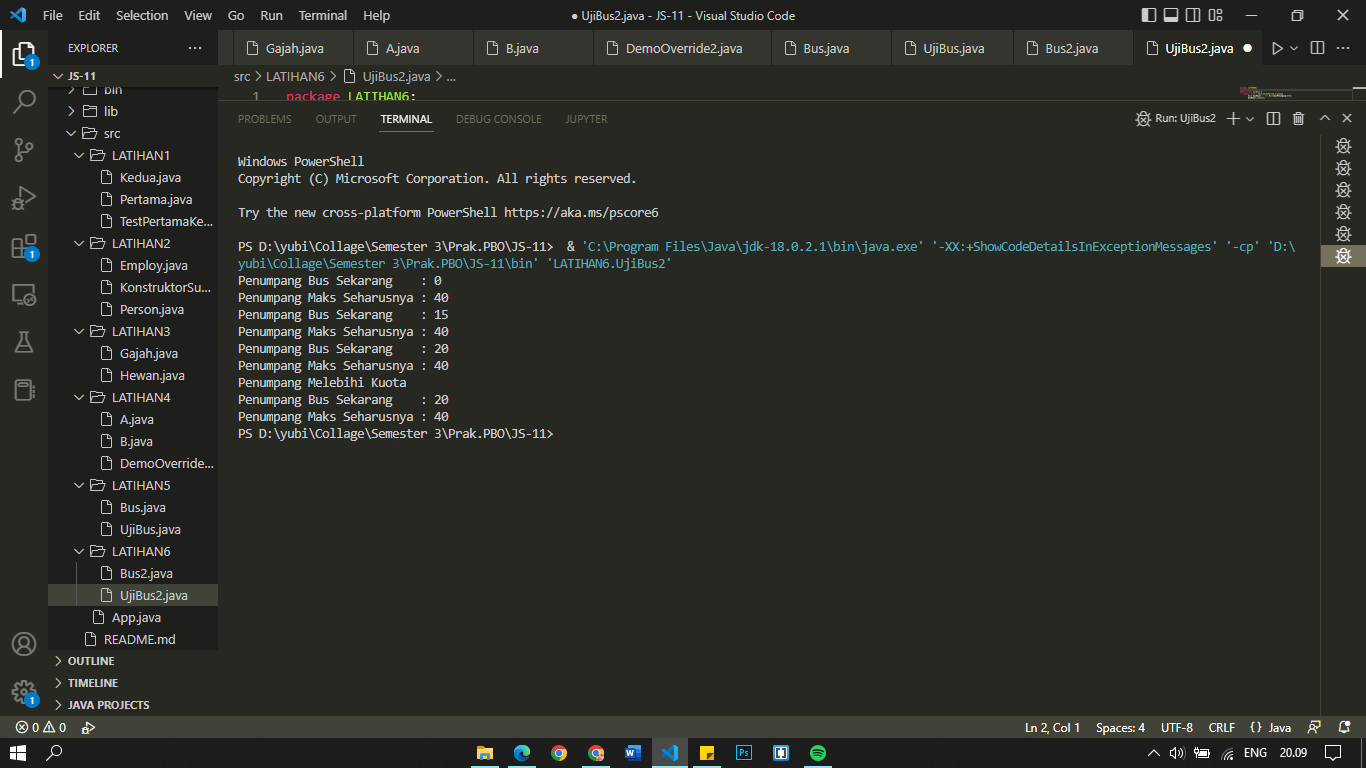 File Edit Selection View Go Run Terminal Help
● UjiBus2.java - JS-11 - Visual Studio Code
EXPLORER
Gajah.java
A.java
B.java
DemoOverride2.java
Bus.java
UjiBus.java
Bus2.java
UjiBus2.java
src > LATIHAN6 > UjiBus2.java > ...
1 package LATIHAN6;
JS-11
bin
lib
src
LATIHAN1
Kedua.java
Pertama.java
TestPertamaKe...
LATIHAN2
Employ.java
KonstruktorSu...
Person.java
LATIHAN3
Gajah.java
Hewan.java
LATIHAN4
A.java
B.java
DemoOverride...
LATIHAN5
Bus.java
UjiBus.java
LATIHAN6
Bus2.java
UjiBus2.java
App.java
README.md
OUTLINE
TIMELINE
JAVA PROJECTS
1
1
1
PROBLEMS OUTPUT TERMINAL DEBUG CONSOLE JUPYTER
Run: UjiBus2
Windows PowerShell
Copyright (C) Microsoft Corporation. All rights reserved.
Try the new cross-platform PowerShell https://aka.ms/pscore6
PS D:\yubi\Collage\Semester 3\Prak.PBO\JS-11>  & 'C:\Program Files\Java\jdk-18.0.2.1\bin\java.exe' '-XX:+ShowCodeDetailsInExceptionMessages' '-cp' 'D:\
yubi\Collage\Semester 3\Prak.PBO\JS-11\bin' 'LATIHAN6.UjiBus2'
Penumpang Bus Sekarang    : 0
Penumpang Maks Seharusnya : 40
Penumpang Bus Sekarang    : 15
Penumpang Maks Seharusnya : 40
Penumpang Bus Sekarang    : 20
Penumpang Maks Seharusnya : 40
Penumpang Melebihi Kuota
Penumpang Bus Sekarang    : 20
Penumpang Maks Seharusnya : 40
PS D:\yubi\Collage\Semester 3\Prak.PBO\JS-11>
0 0
Ln 2, Col 1 Spaces: 4 UTF-8 CRLF { } Java
ENG 20.09